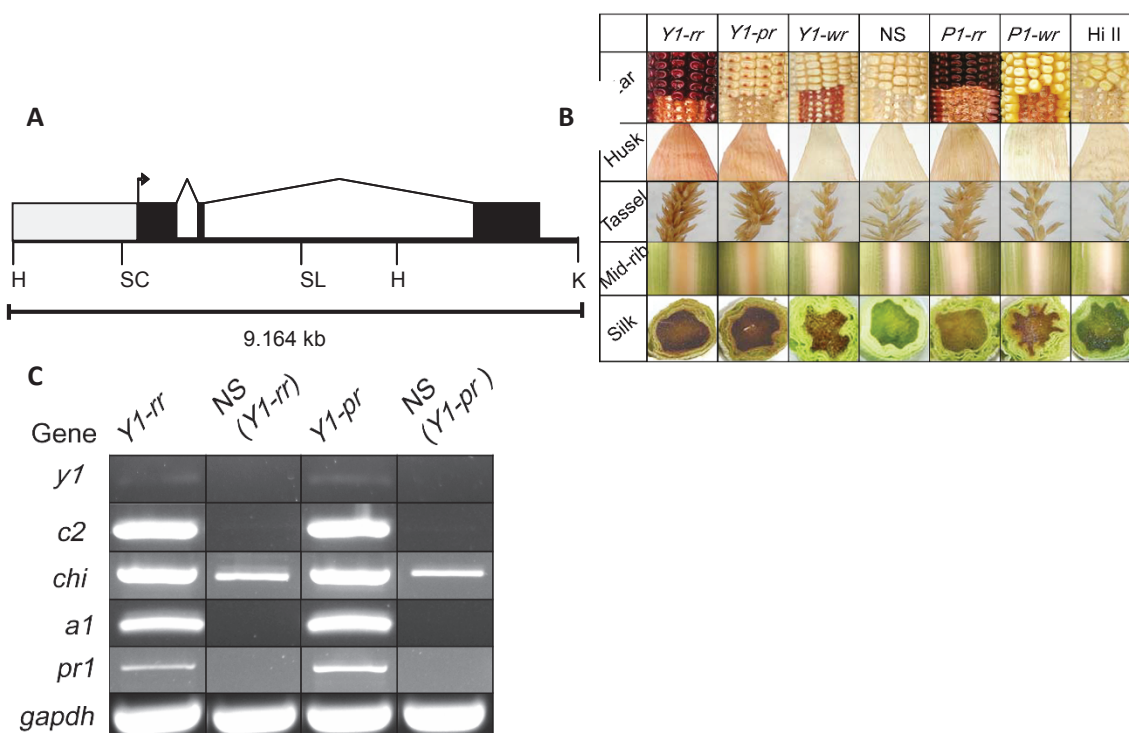 A
H SC SL H K
9.164 kb
B
Y1-rr Y1-pr Y1-wr NS P1-rr P1-wr Hi II
ar
Husk
Tassel
Mid-rib
Silk
C
Gene Y1-rr NS (Y1-rr) Y1-pr NS (Y1-pr)
y1
c2
chi
a1
pr1
gapdh